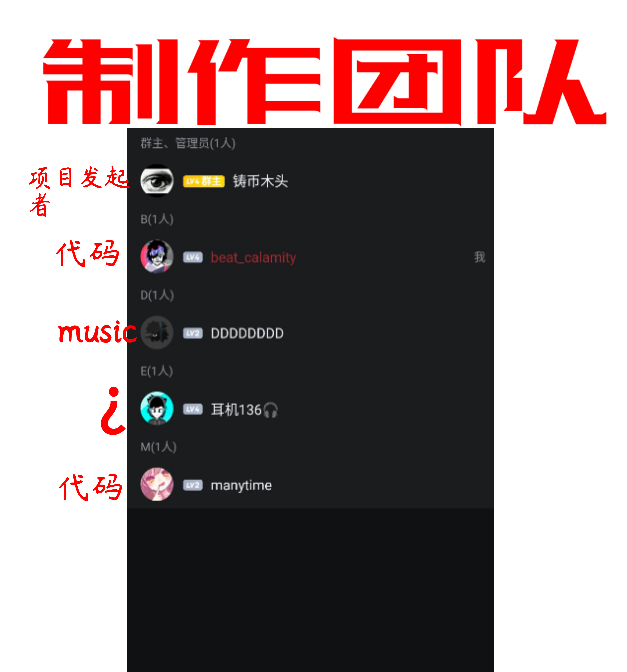 制作团队
群主、管理员(1人)
项目发起
者
LV4 群主 铸币木头
B(1人)
代码
LV4 beat_calamity 我
D(1人)
music
LV2 DDDDDDDD
E(1人)
¿
LV4 耳机136🎧
M(1人)
代码
LV2 manytime